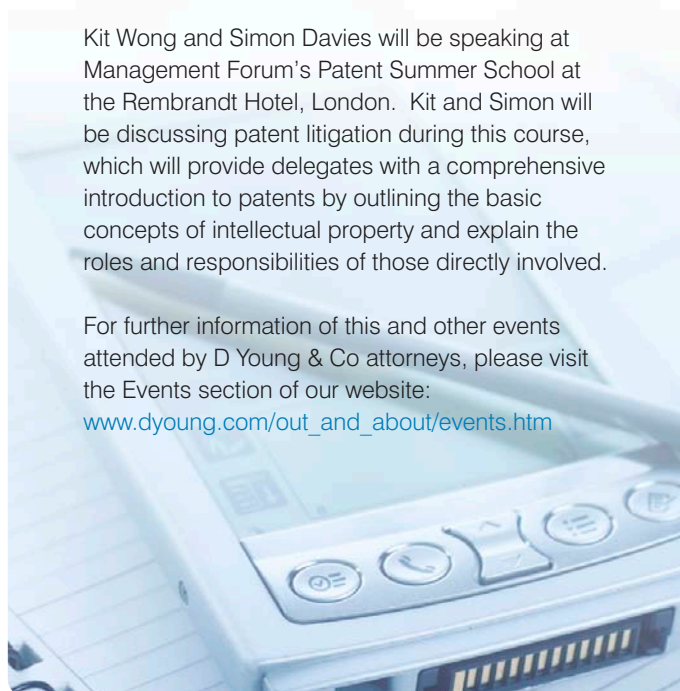 Kit Wong and Simon Davies will be speaking at
Management Forum's Patent Summer School at
the Rembrandt Hotel, London.  Kit and Simon will
be discussing patent litigation during this course,
which will provide delegates with a comprehensive
introduction to patents by outlining the basic
concepts of intellectual property and explain the
roles and responsibilities of those directly involved.
For further information of this and other events
attended by D Young & Co attorneys, please visit
the Events section of our website:
www.dyoung.com/out_and_about/events.htm